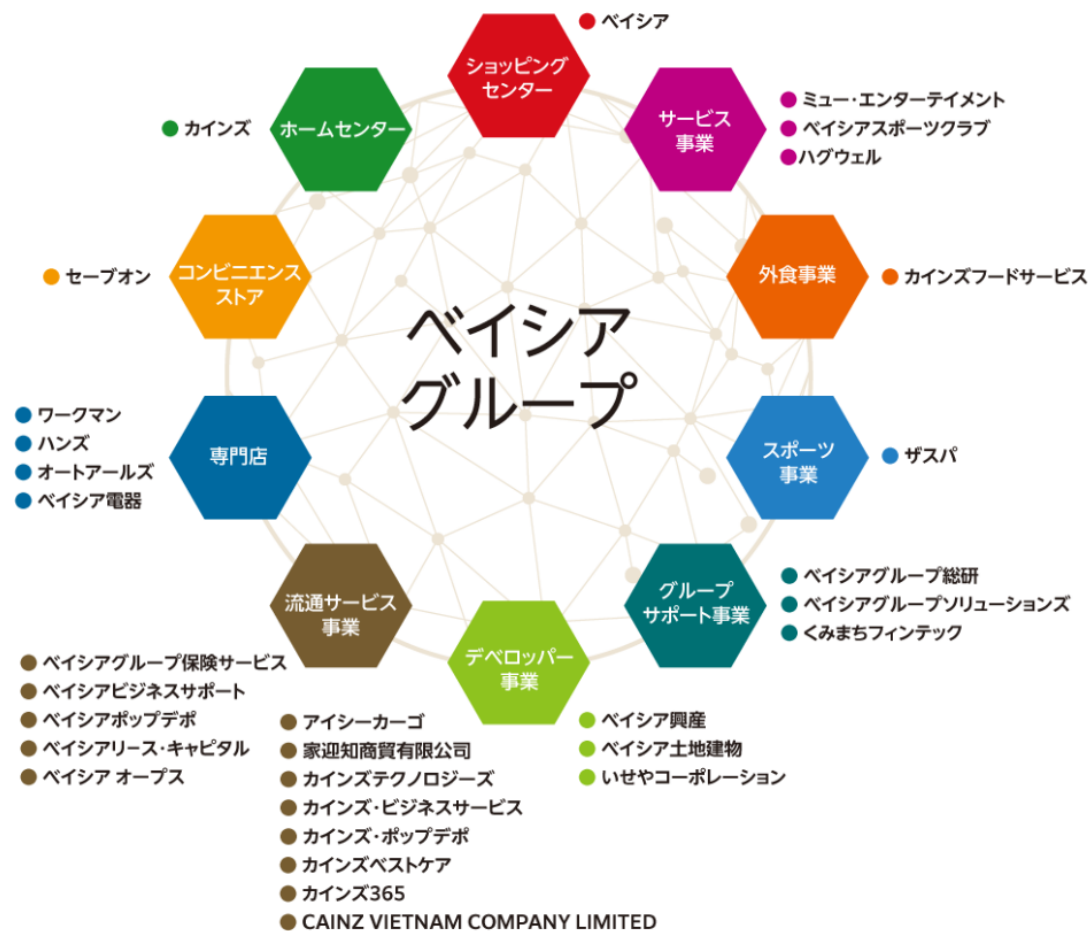 ベイシア
グループ
ショッピング
センター
ベイシア
サービス
事業
ミュー・エンターテイメント
ベイシアスポーツクラブ
ハグウェル
外食事業
カインズフードサービス
スポーツ
事業
ザスパ
グループ
サポート事業
ベイシアグループ総研
ベイシアグループソリューションズ
くみまちフィンテック
デベロッパー
事業
ベイシア興産
ベイシア土地建物
いせやコーポレーション
流通サービス
事業
ベイシアグループ保険サービス
ベイシアビジネスサポート
ベイシアポップデポ
ベイシアリース・キャピタル
ベイシア オープス
アイシーカーゴ
家迎知商貿有限公司
カインズテクノロジーズ
カインズ・ビジネスサービス
カインズ・ポップデポ
カインズベストケア
カインズ365
CAINZ VIETNAM COMPANY LIMITED
専門店
ワークマン
ハンズ
オートアールズ
ベイシア電器
コンビニエンス
ストア
セーブオン
ホームセンター
カインズ